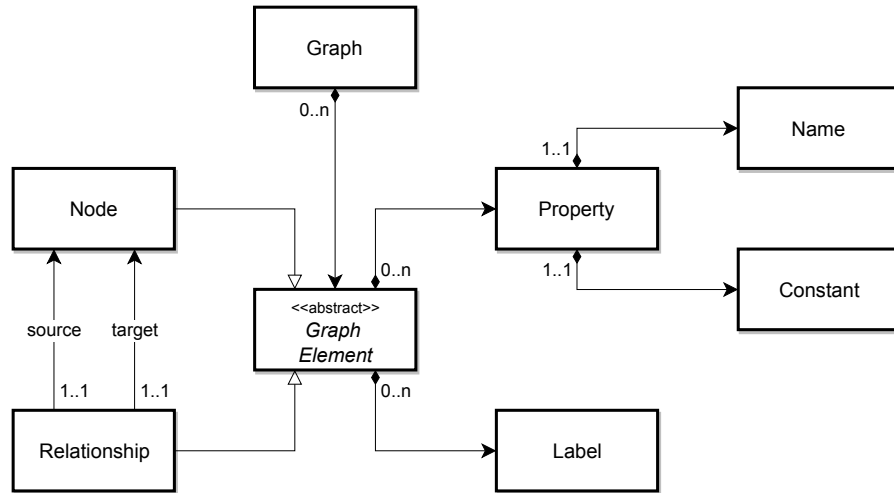 Graph
0..n
Name
1..1
Node
Property
1..1
0..n
<<abstract>>
Graph
Element
Constant
source
target
0..n
1..1
1..1
Relationship
Label